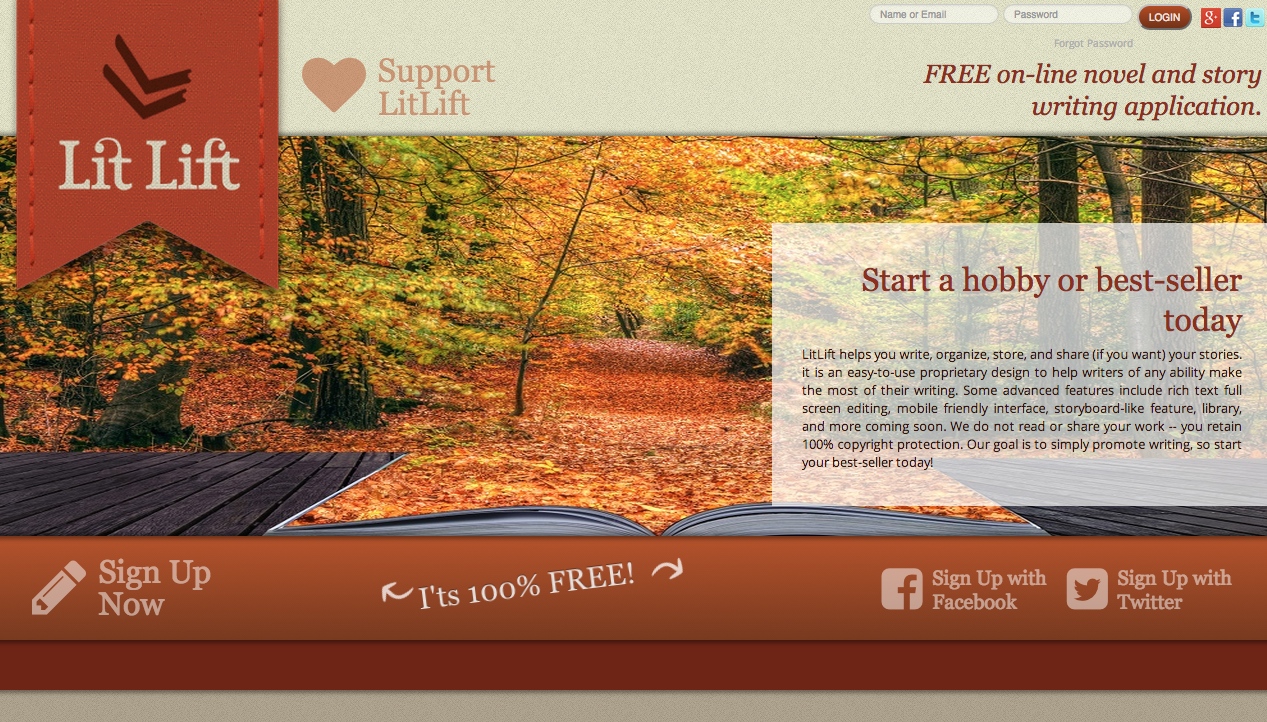 Name or Email
Password
LOGIN
Forgot Password
Lit Lift
Support
LitLift
FREE on-line novel and story
writing application.
Start a hobby or best-seller
today
LitLift helps you write, organize, store, and share (if you want) your stories.
it is an easy-to-use proprietary design to help writers of any ability make
the most of their writing. Some advanced features include rich text full
screen editing, mobile friendly interface, storyboard-like feature, library,
and more coming soon. We do not read or share your work -- you retain
100% copyright protection. Our goal is to simply promote writing, so start
your best-seller today!
Sign Up
Now
I'ts 100% FREE!
Sign Up with
Facebook
Sign Up with
Twitter